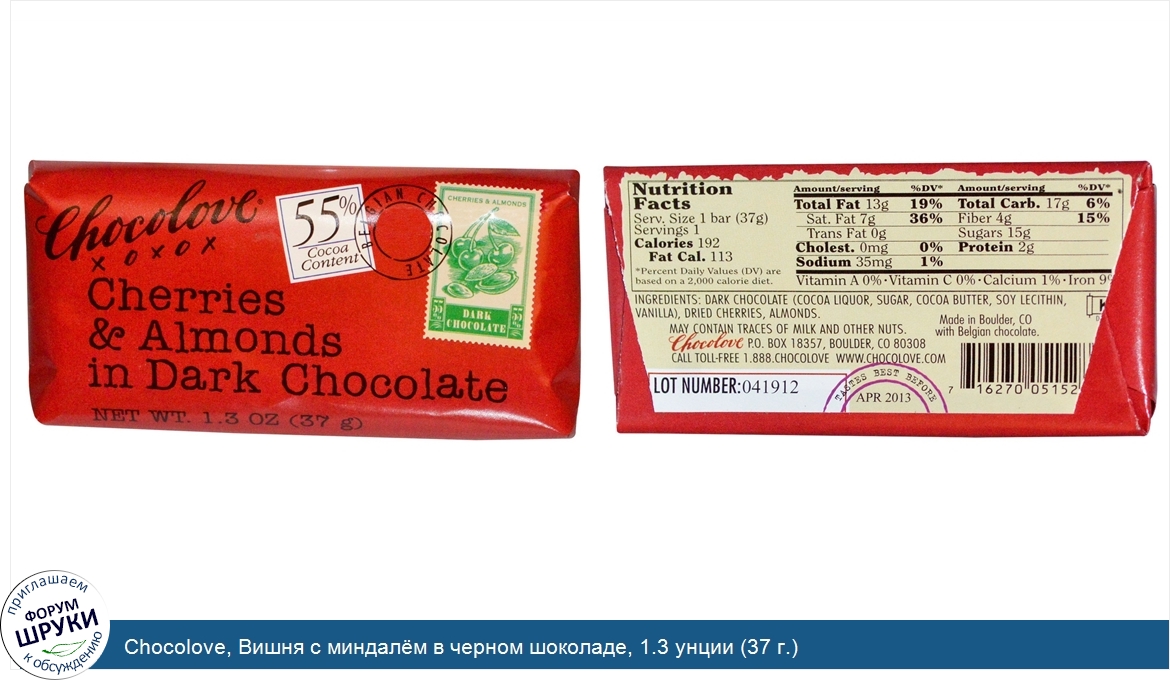 Chocolove
XOXOX
55%
Cocoa
Content
BELGIAN CHOCOLATE
CHERRIES & ALMONDS
55%
DARK
CHOCOLATE
55%
Cherries
& Almonds
in Dark Chocolate
NET WT. 1.3 OZ (37 g)
Nutrition
Facts
Serv. Size 1 bar (37g)
Servings 1
Calories 192
Fat Cal. 113
*Percent Daily Values (DV) are
based on a 2,000 calorie diet.
Amount/serving %DV* Amount/serving %DV*
Total Fat 13g 19% Total Carb. 17g 6%
Sat. Fat 7g 36% Fiber 4g 15%
Trans Fat 0g Sugars 15g
Cholest. 0mg 0% Protein 2g
Sodium 35mg 1%
Vitamin A 0%·Vitamin C 0%·Calcium 1%·Iron 9%
INGREDIENTS: DARK CHOCOLATE (COCOA LIQUOR, SUGAR, COCOA BUTTER, SOY LECITHIN,
VANILLA), DRIED CHERRIES, ALMONDS.
MAY CONTAIN TRACES OF MILK AND OTHER NUTS.
Chocolove P.O. BOX 18357, BOULDER, CO 80308
CALL TOLL-FREE 1.888.CHOCOLOVE WWW.CHOCOLOVE.COM
Made in Boulder, CO
with Belgian chocolate.
K
D
LOT NUMBER:041912
TASTES BEST BEFORE
APR 2013
7 16270 05152
приглашаем
ФОРУМ
ШРУКИ
к обсуждению
Chocolove, Вишня с миндалём в черном шоколаде, 1.3 унции (37 г.)